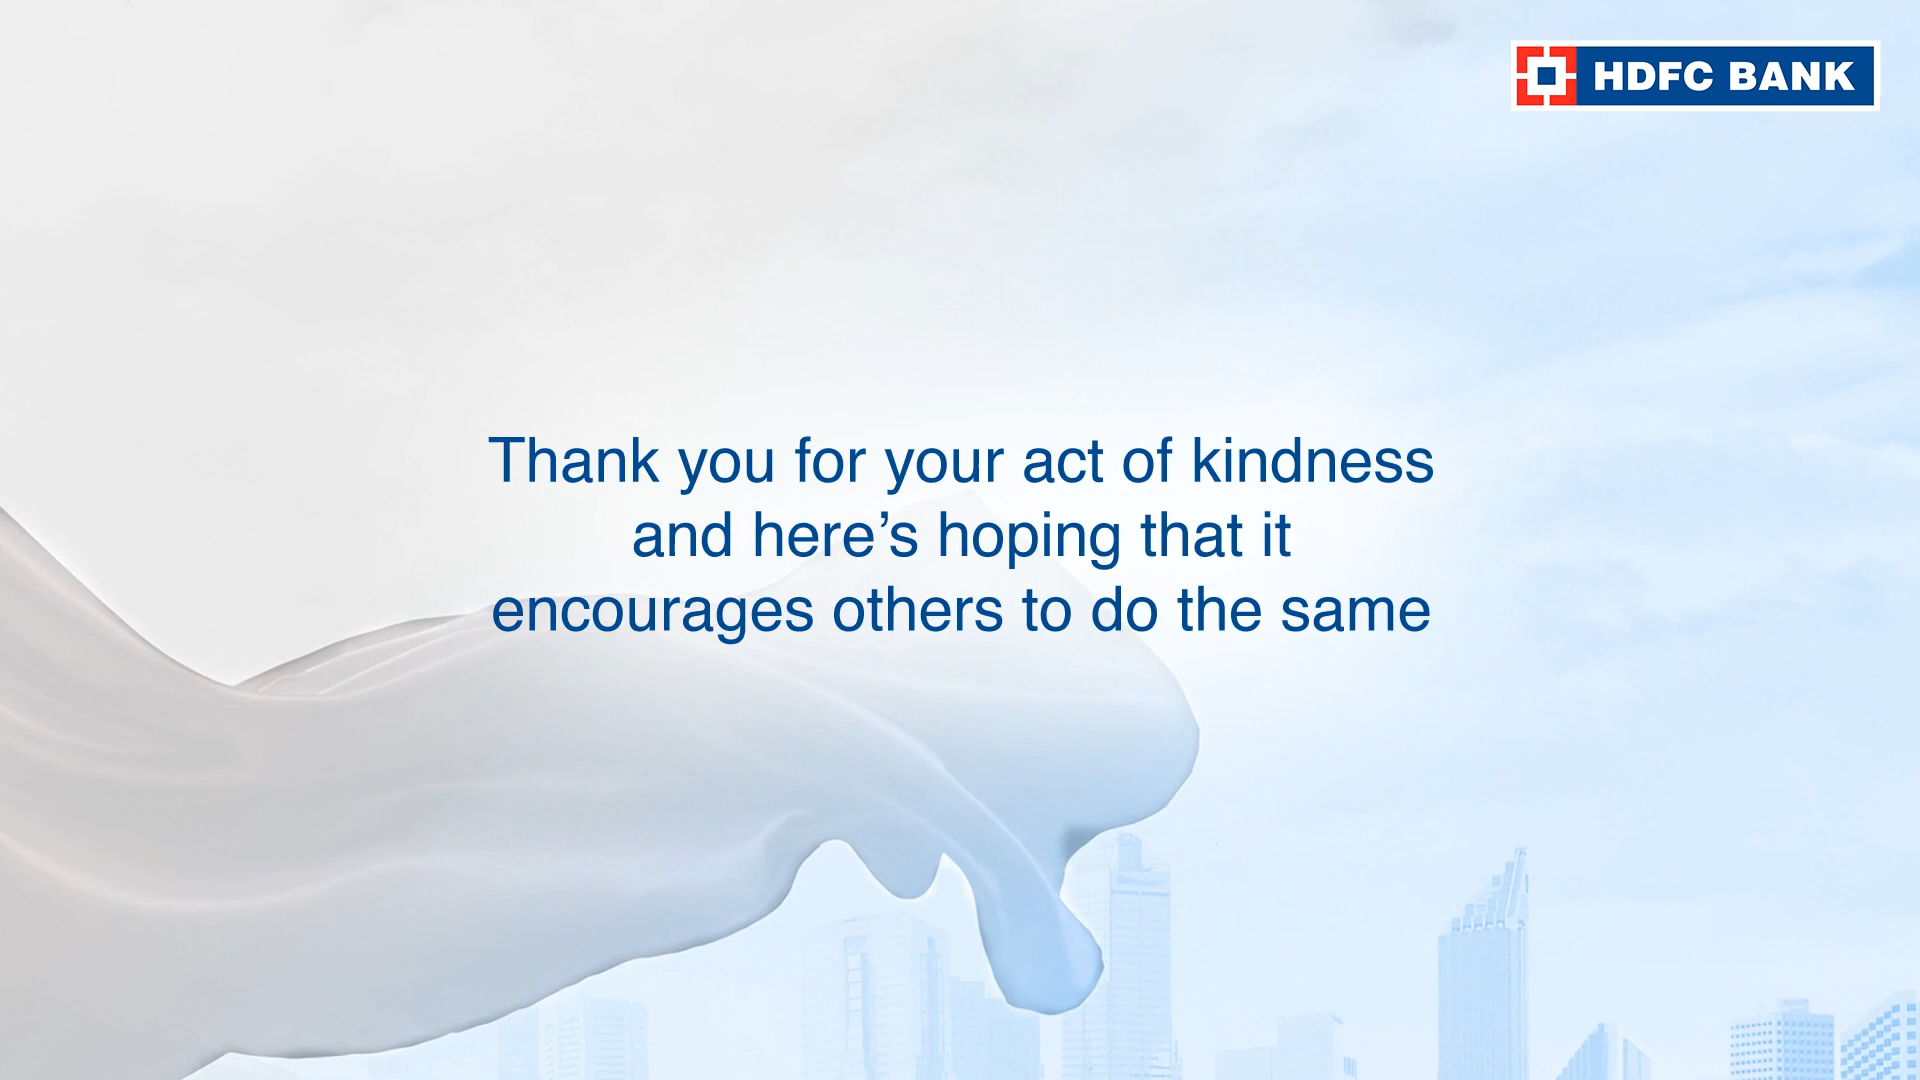 HDFC BANK
Thank you for your act of kindness
and here’s hoping that it
encourages others to do the same